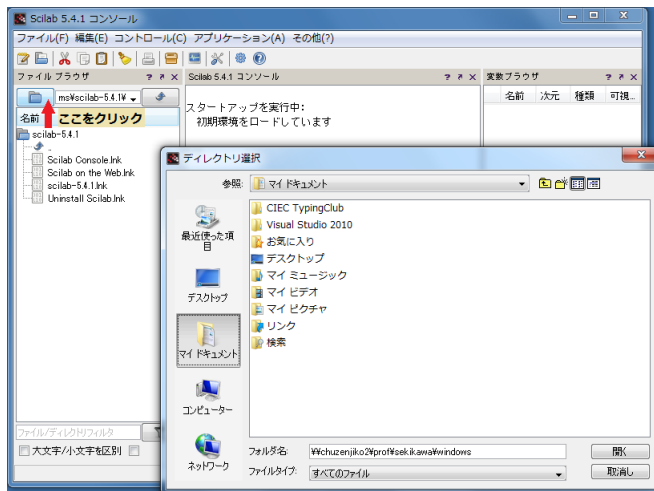 Scilab 5.4.1 コンソール
ファイル(F) 編集(E) コントロール(C) アプリケーション(A) その他(?)
ファイルブラウザ
ms¥scilab-5.4.1¥
名前
ここをクリック
scilab-5.4.1
..
Scilab Console.lnk
Scilab on the Web.lnk
scilab-5.4.1.lnk
Uninstall Scilab.lnk
ファイル/ディレクトリフィルタ
大文字/小文字を区別
Scilab 5.4.1 コンソール
スタートアップを実行中:
初期環境をロードしています
変数ブラウザ
名前 次元 種類 可視...
ディレクトリ選択
参照: マイ ドキュメント
最近使った項目
デスクトップ
マイ ドキュメント
コンピューター
ネットワーク
CIEC TypingClub
Visual Studio 2010
お気に入り
デスクトップ
マイ ミュージック
マイ ビデオ
マイ ピクチャ
リンク
検索
フォルダ名: ¥¥chuzenjiko2¥prof¥sekikawa¥windows
開く
ファイルタイプ: すべてのファイル
取消し